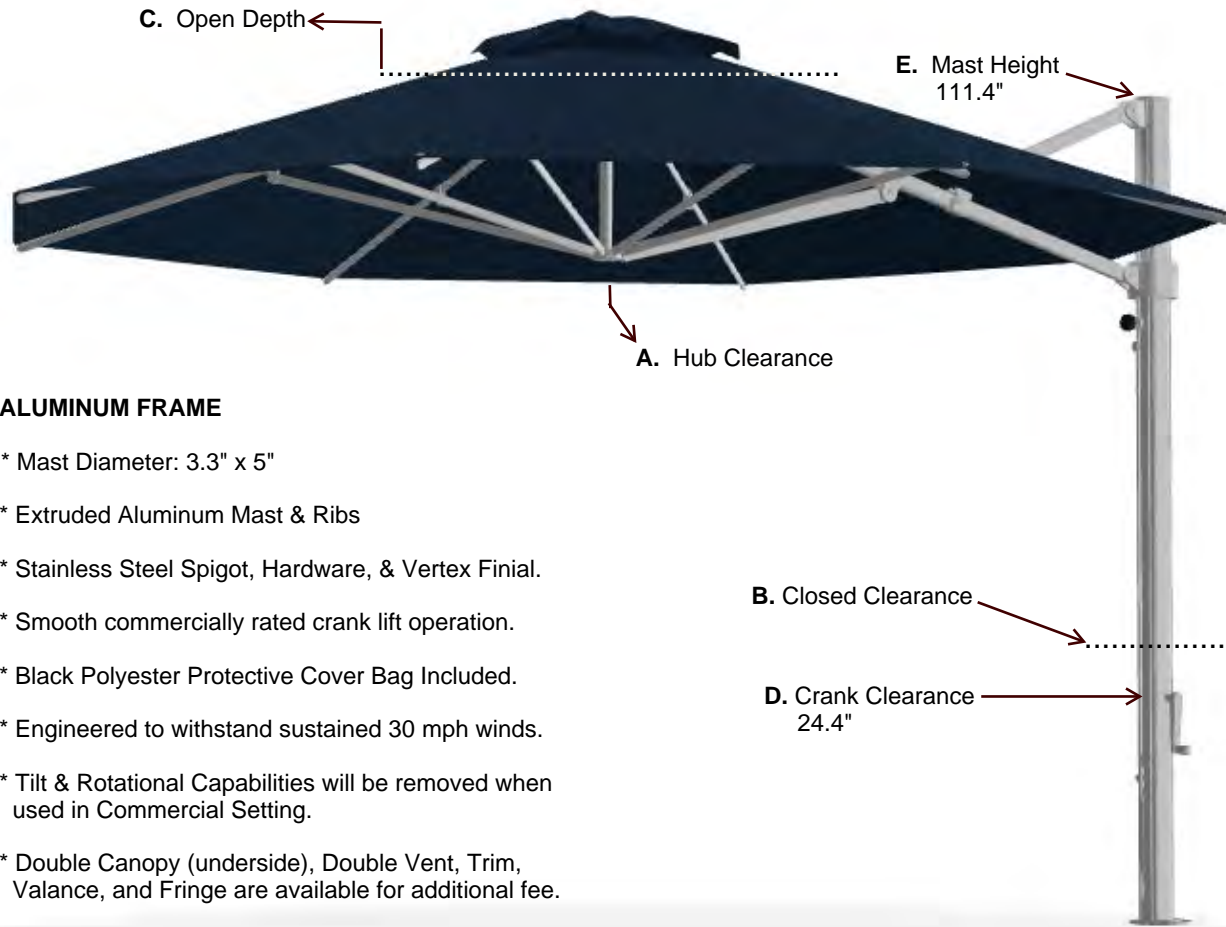 C. Open Depth
E. Mast Height
111.4"
A. Hub Clearance
ALUMINUM FRAME
* Mast Diameter: 3.3" x 5"
* Extruded Aluminum Mast & Ribs
* Stainless Steel Spigot, Hardware, & Vertex Finial.
B. Closed Clearance
* Smooth commercially rated crank lift operation.
* Black Polyester Protective Cover Bag Included.
D. Crank Clearance
24.4"
* Engineered to withstand sustained 30 mph winds.
* Tilt & Rotational Capabilities will be removed when
used in Commercial Setting.
* Double Canopy (underside), Double Vent, Trim,
Valance, and Fringe are available for additional fee.